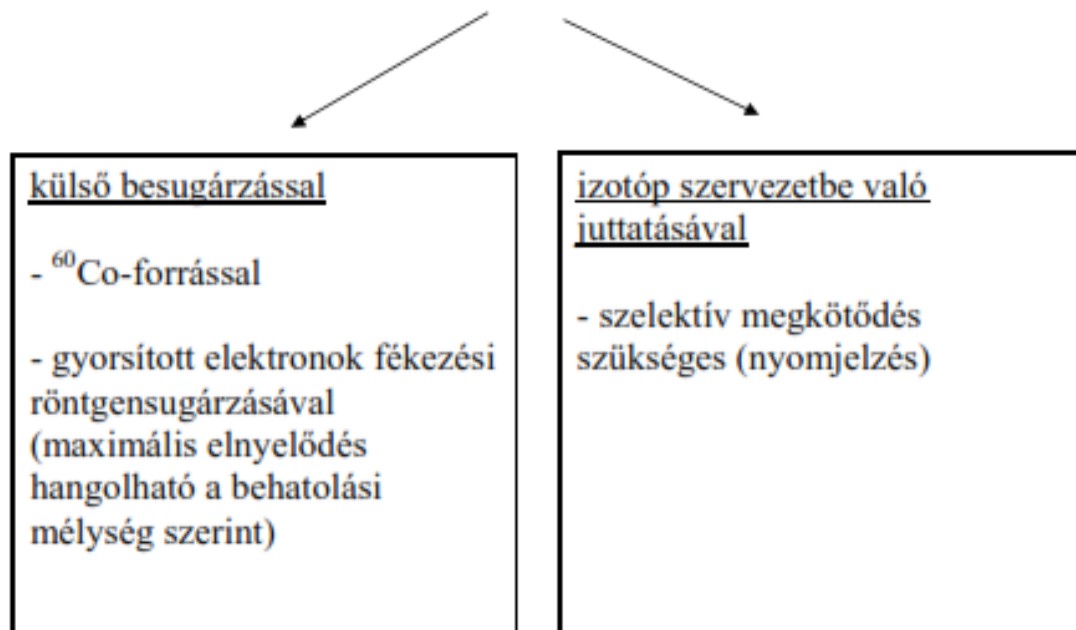 külső besugárzással
- ⁶⁰Co-forrással
- gyorsított elektronok fékezési
röntgensugárzásával
(maximális elnyelődés
hangolható a behatolási
mélység szerint)
izotóp szervezetbe való
juttatásával
- szelektív megkötődés
szükséges (nyomjelzés)